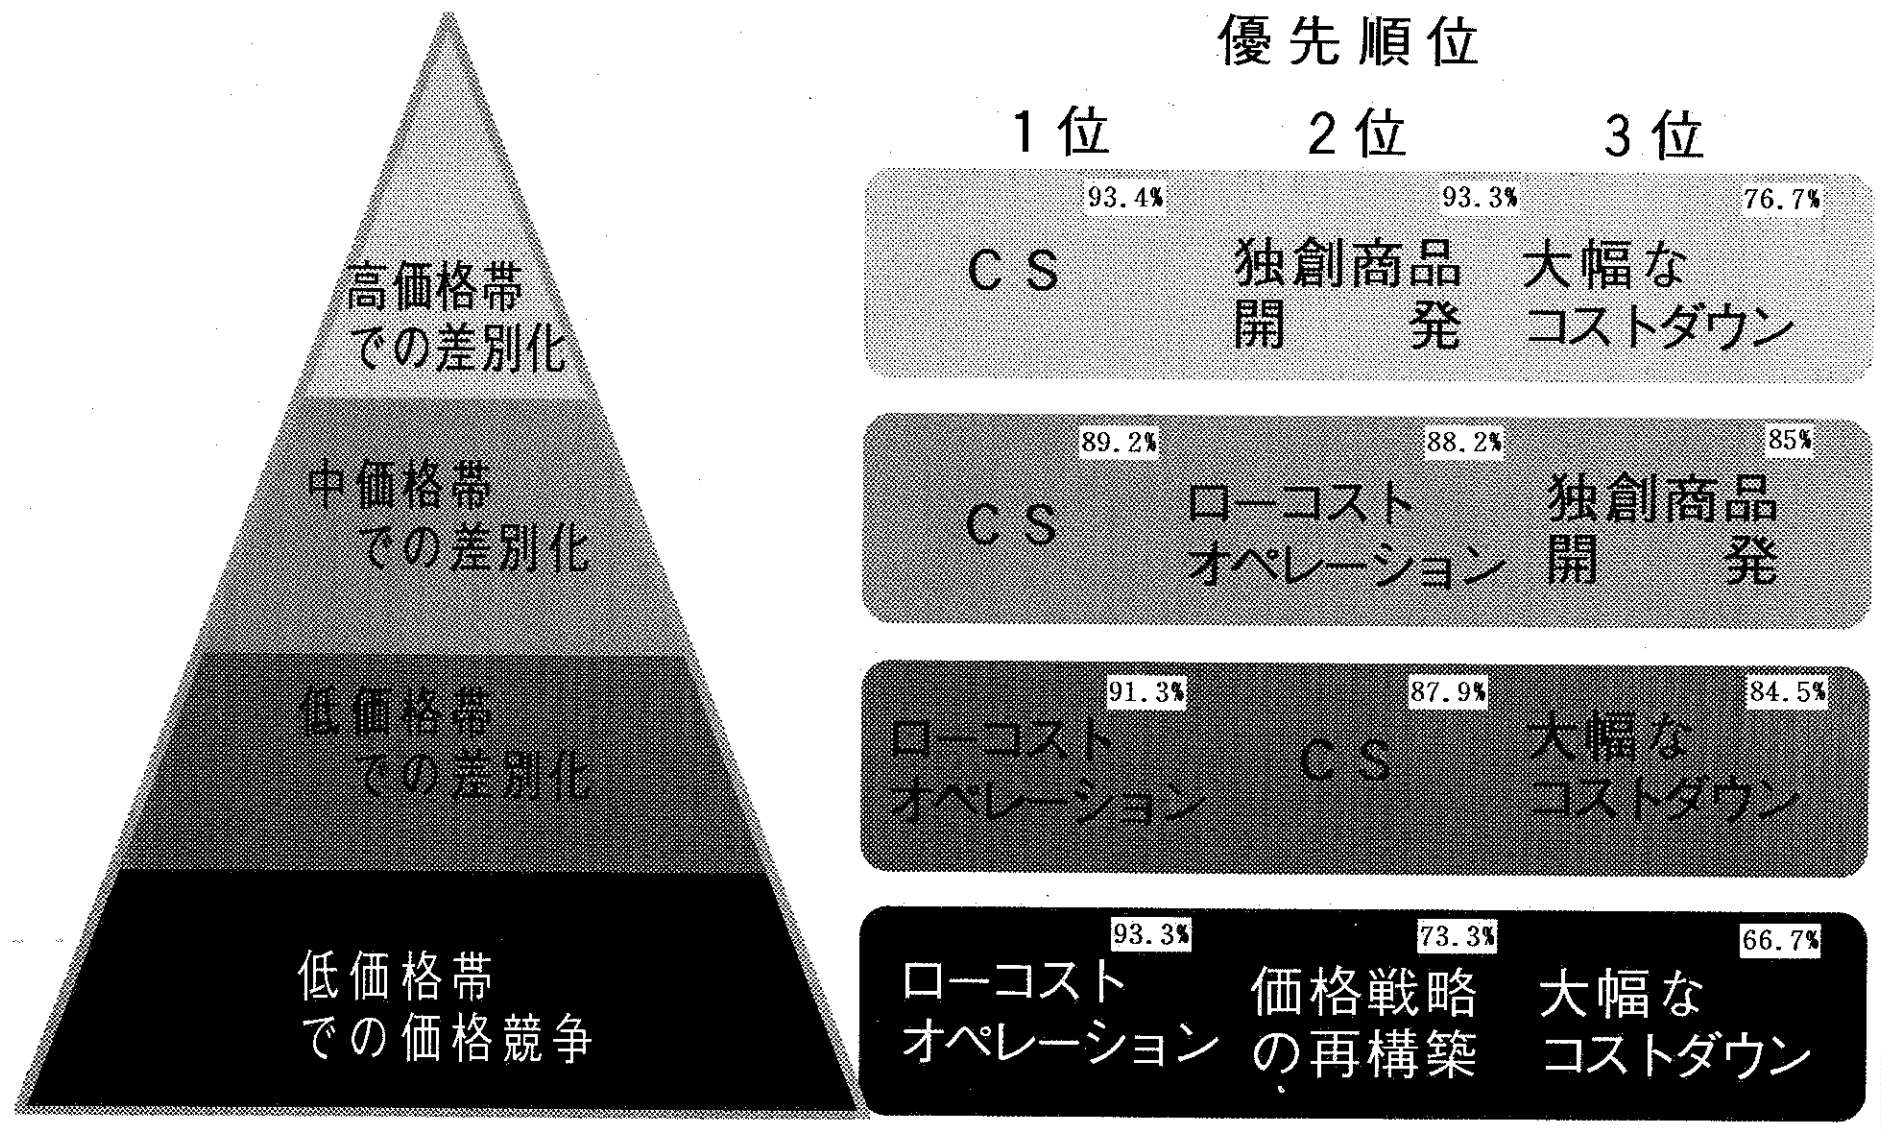 優先順位
1位 2位 3位
高価格帯
での差別化
93.4% 93.3% 76.7%
CS
独創商品
開発
大幅な
コストダウン
中価格帯
での差別化
89.2% 88.2% 85%
CS
ローコスト
オペレーション
独創商品
開発
低価格帯
での差別化
91.3% 87.9% 84.5%
ローコスト
オペレーション
CS
大幅な
コストダウン
低価格帯
での価格競争
93.3% 73.3% 66.7%
ローコスト
オペレーション
価格戦略
の再構築
大幅な
コストダウン